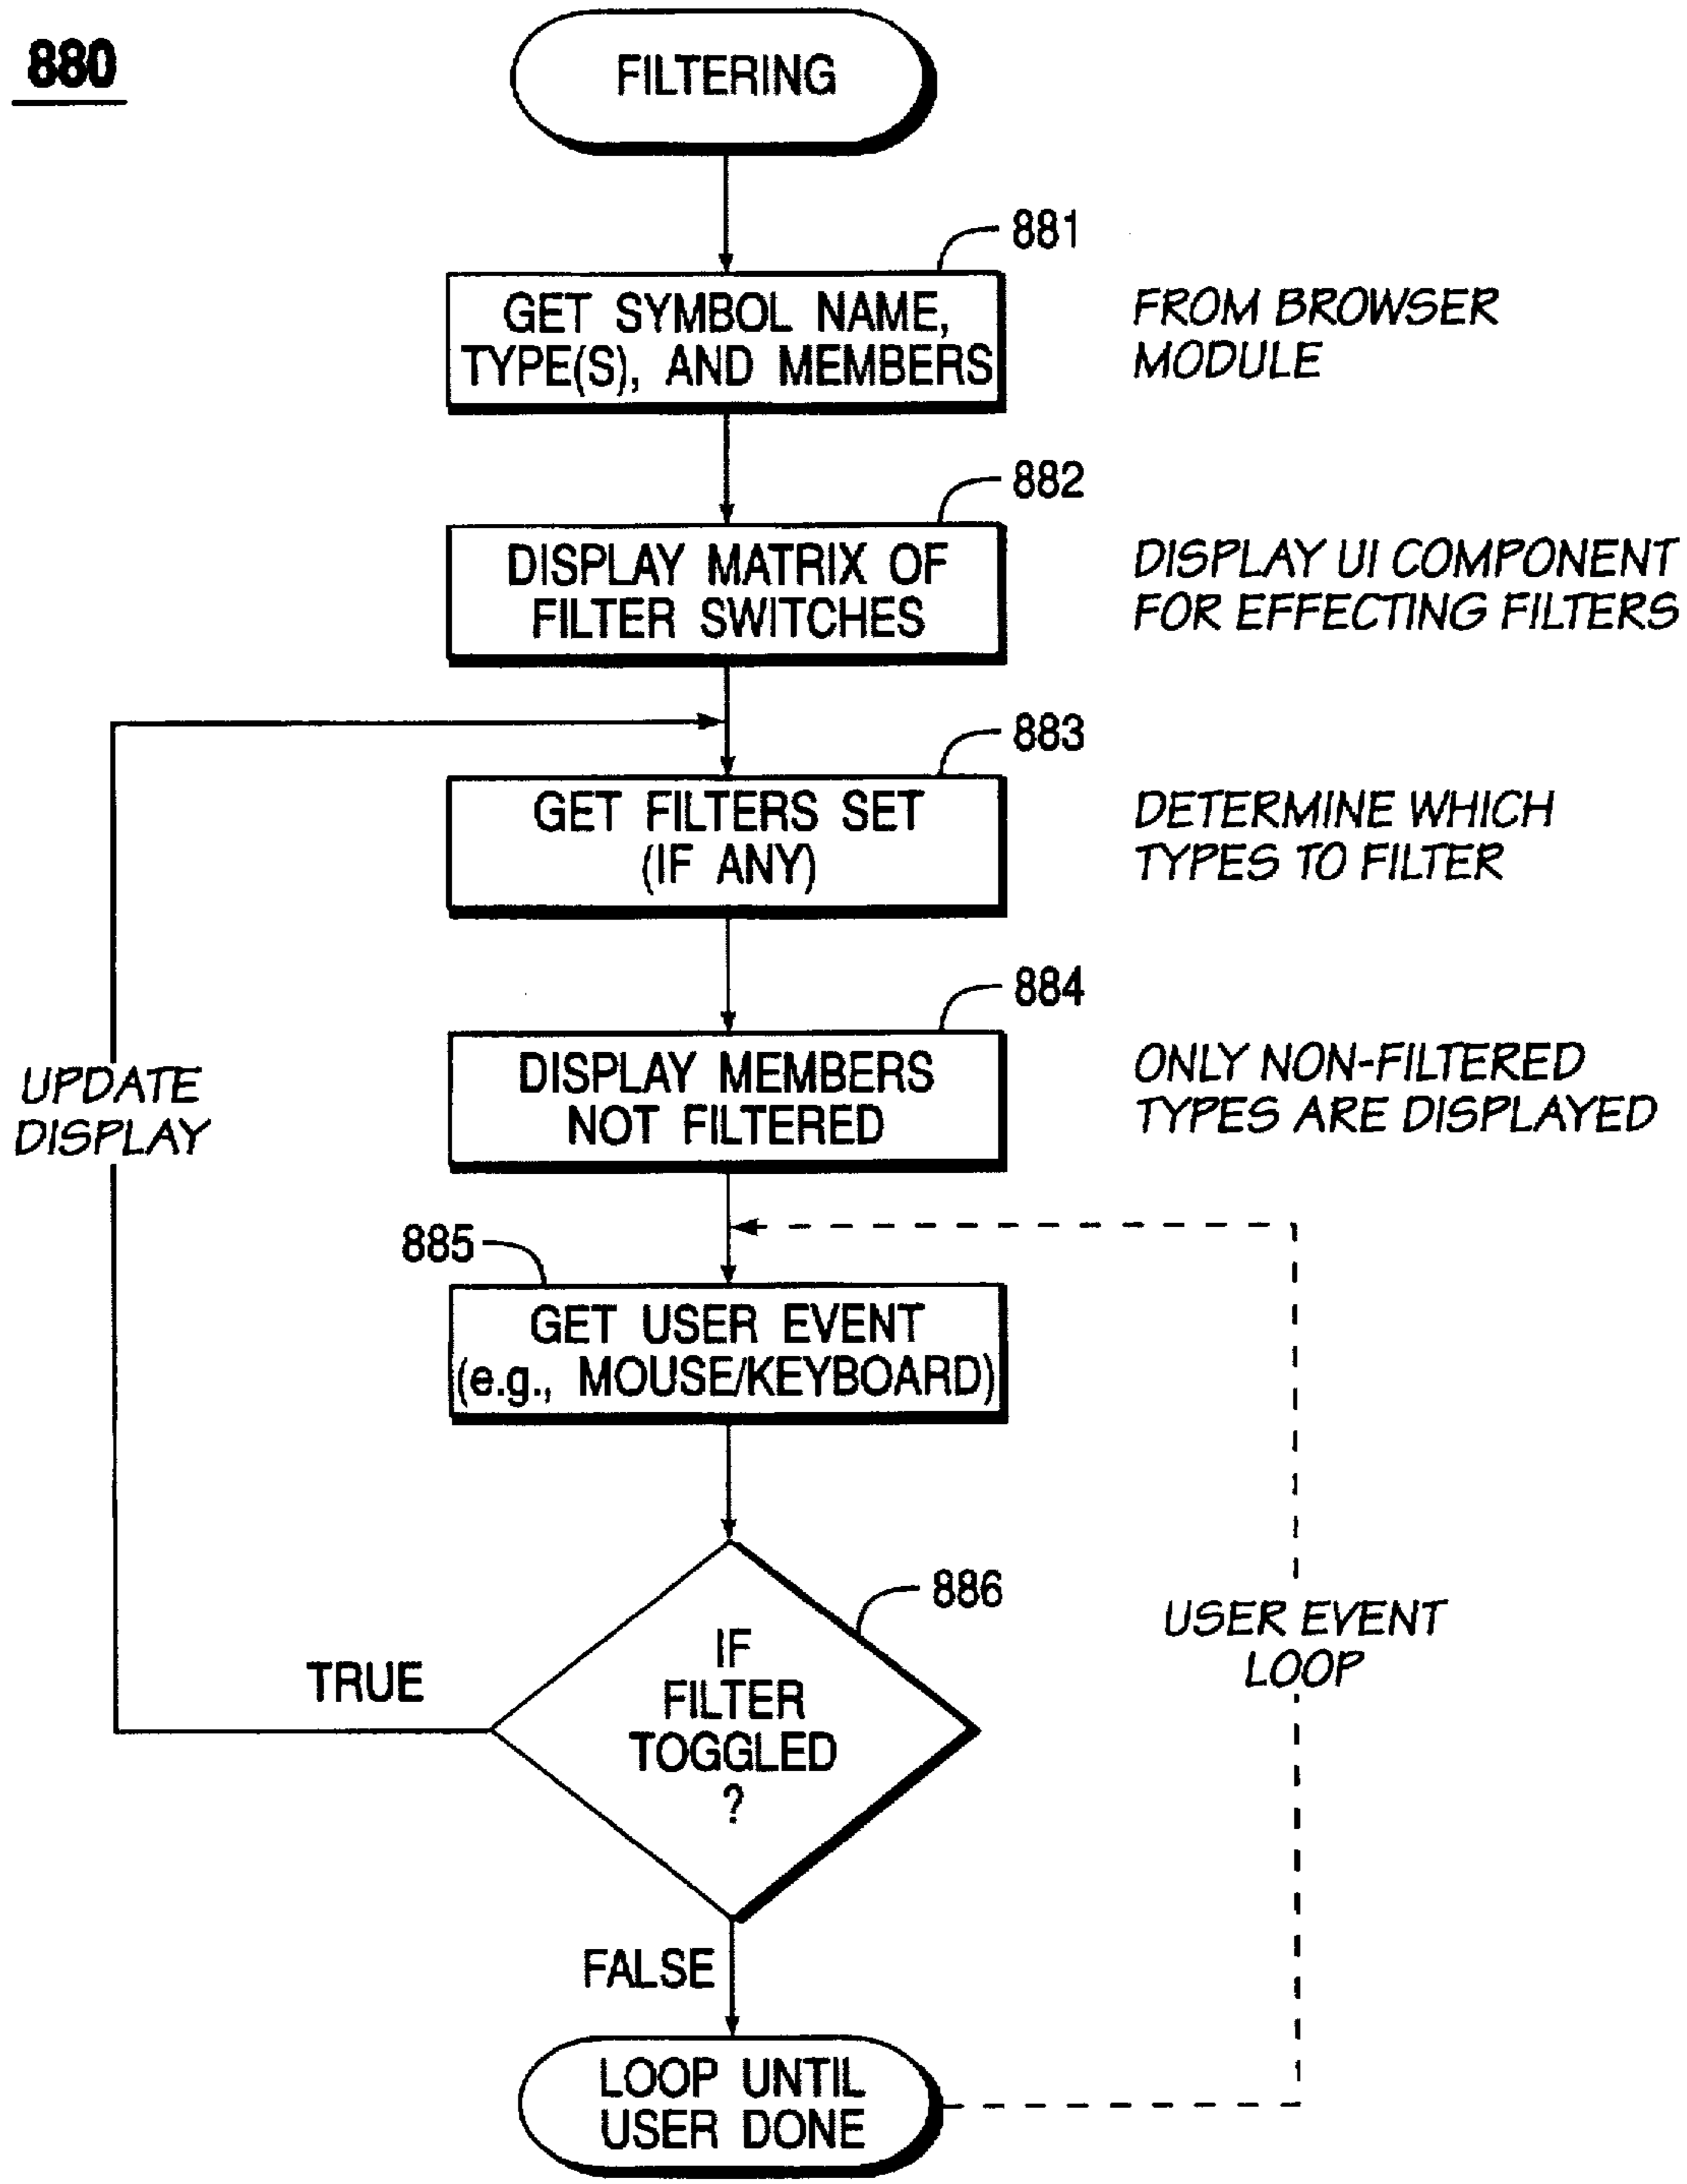 880
FILTERING
881
GET SYMBOL NAME,
TYPE(S), AND MEMBERS
FROM BROWSER
MODULE
882
DISPLAY MATRIX OF
FILTER SWITCHES
DISPLAY UI COMPONENT
FOR EFFECTING FILTERS
883
GET FILTERS SET
(IF ANY)
DETERMINE WHICH
TYPES TO FILTER
884
DISPLAY MEMBERS
NOT FILTERED
ONLY NON-FILTERED
TYPES ARE DISPLAYED
UPDATE
DISPLAY
885
GET USER EVENT
(e.g., MOUSE/KEYBOARD)
886
IF
FILTER
TOGGLED
?
TRUE
USER EVENT
LOOP
FALSE
LOOP UNTIL
USER DONE